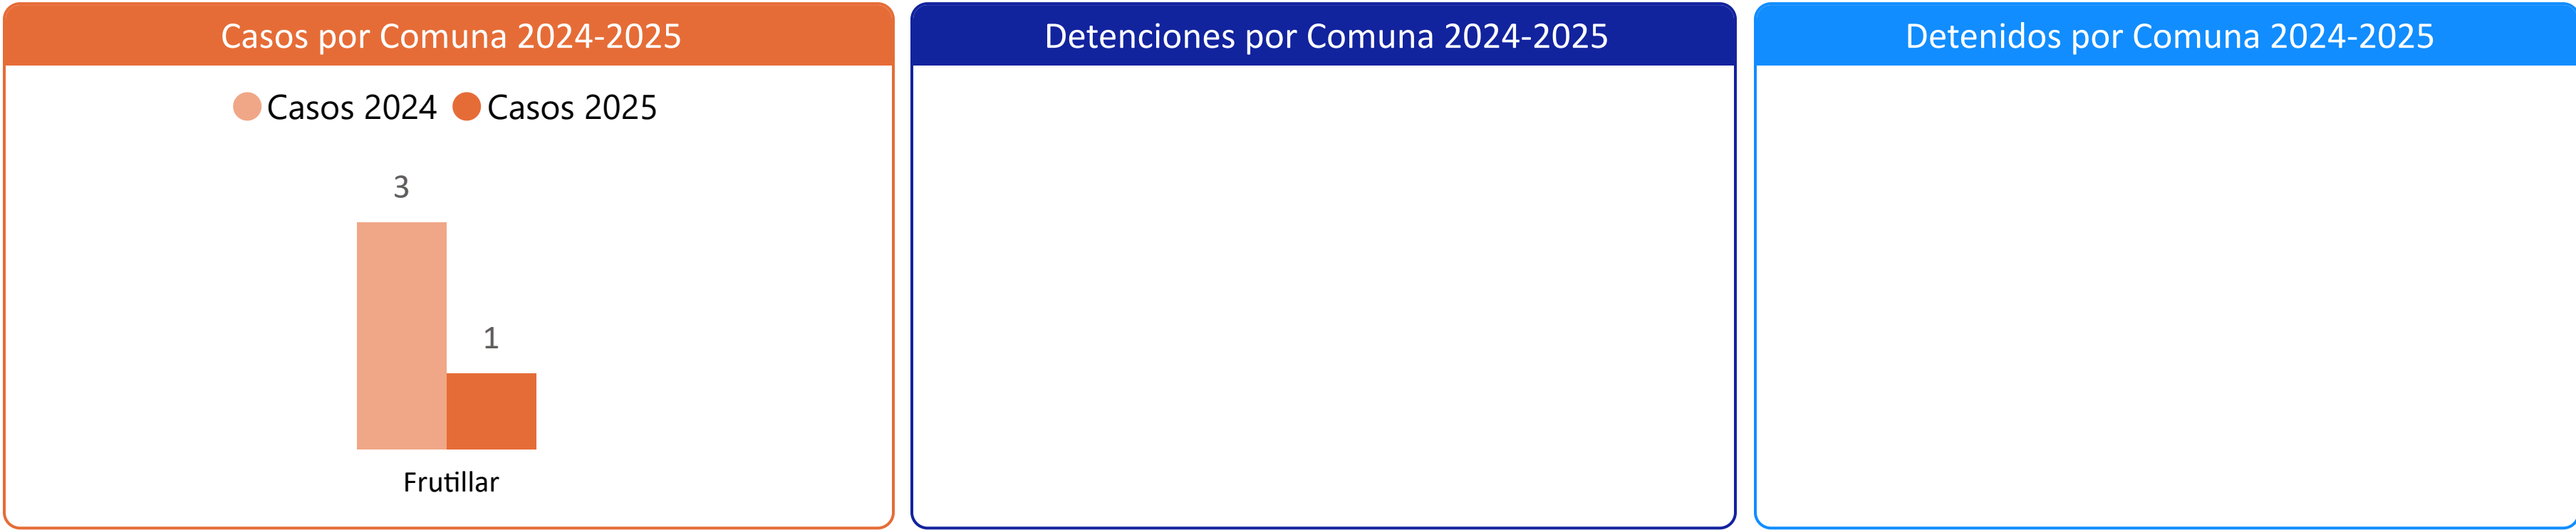 Casos por Comuna 2024-2025
Casos 2024 Casos 2025
3
1
Frutillar
Detenciones por Comuna 2024-2025
Detenidos por Comuna 2024-2025